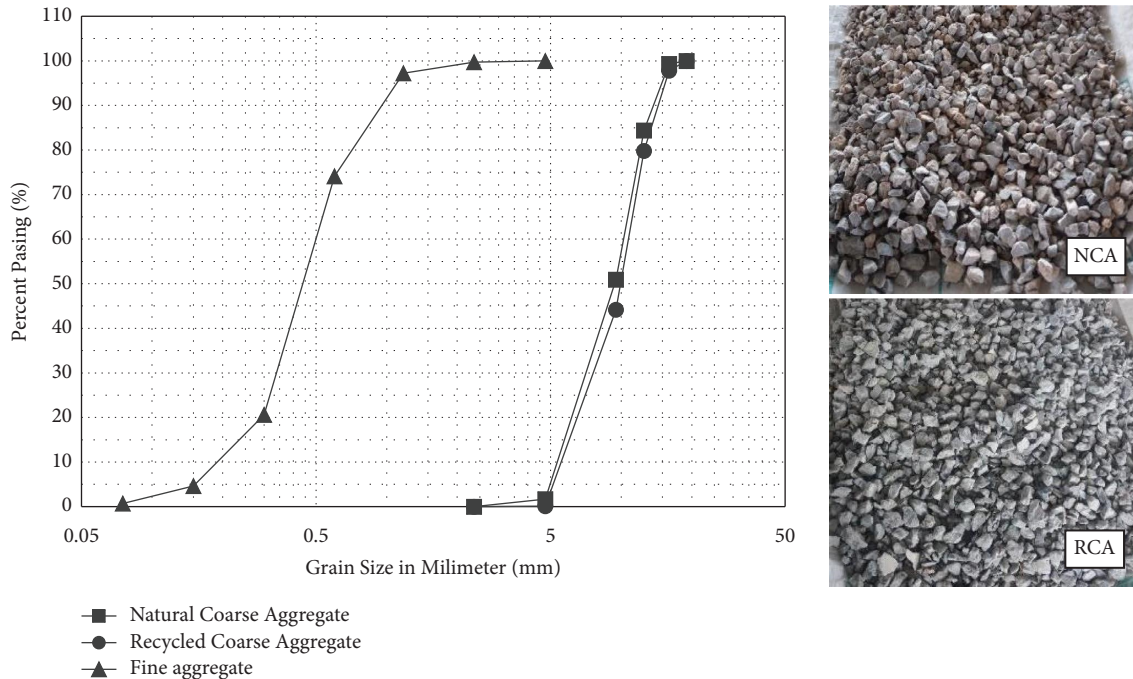 110
100
90
80
70
60
50
40
30
20
10
0
Percent Pasing (%)
0.05 0.5 5 50
Grain Size in Milimeter (mm)
Natural Coarse Aggregate
Recycled Coarse Aggregate
Fine aggregate
NCA
RCA